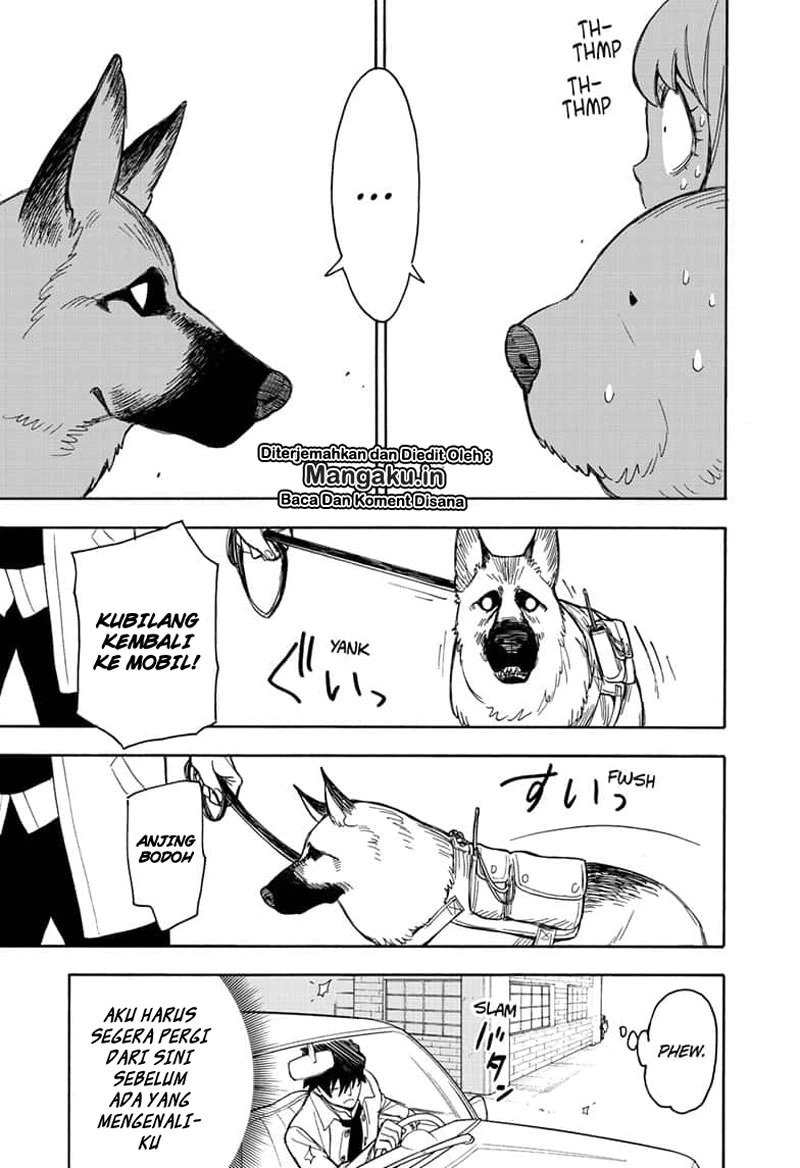 TH-
THMP
TH-
THMP
...
Diterjemahkan dan Diedit Oleh :
Mangaku.in
Baca Dan Koment Disana
KUBILANG
KEMBALI
KE MOBIL!
YANK
ぐいっ
FWSH
すいっ
ANJING
BODOH
SLAM
バタン
PHEW.
AKU HARUS
SEGERA PERGI
DARI SINI
SEBELUM
ADA YANG
MENGENALI-
KU